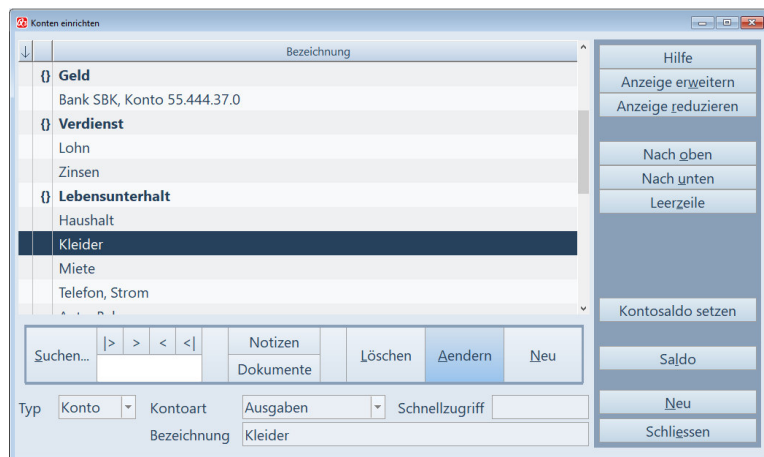 Konten einrichten
Bezeichnung
{} Geld
Bank SBK, Konto 55.444.37.0
{} Verdienst
Lohn
Zinsen
{} Lebensunterhalt
Haushalt
Kleider
Miete
Telefon, Strom
Hilfe
Anzeige erweitern
Anzeige reduzieren
Nach oben
Nach unten
Leerzeile
Kontosaldo setzen
Saldo
Neu
Schliessen
Suchen...
|> > < <|
Notizen
Dokumente
Löschen
Aendern
Neu
Typ Konto Kontoart Ausgaben Schnellzugriff
Bezeichnung Kleider